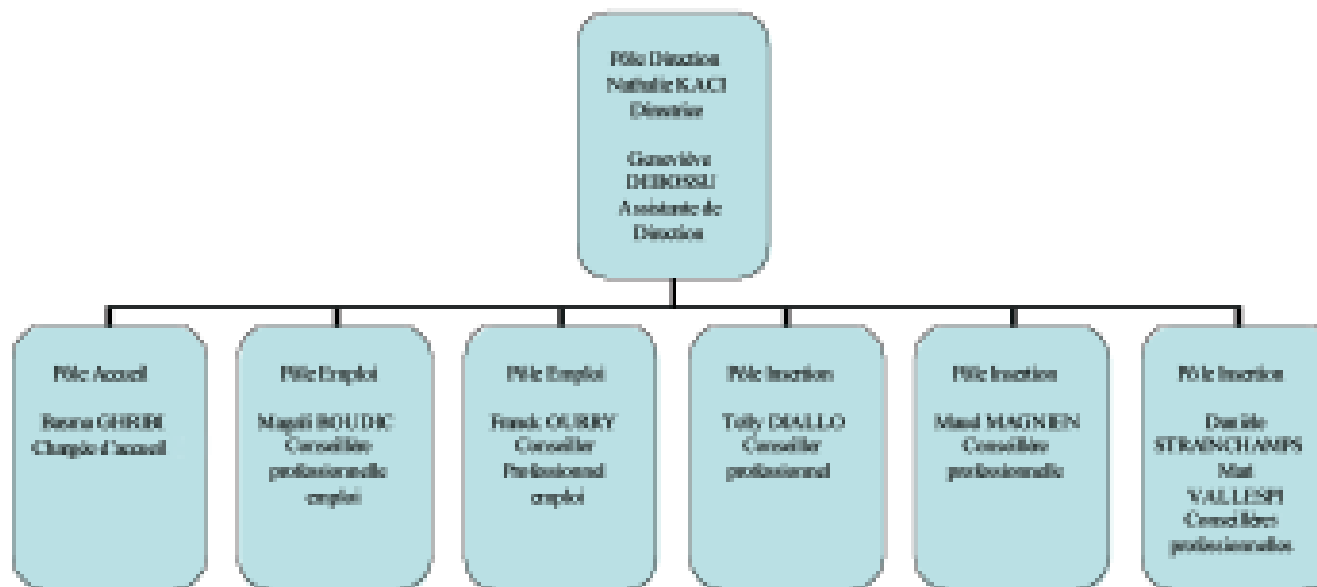 Pôle Direction
Nathalie KACI
Directrice
Geneviève
DEBOSSU
Assistante de
Direction
Pôle Accueil
GHRIBI
Chargée d'accueil
Pôle Emploi
Magali BOUDIC
Conseillère
professionnelle
emploi
Pôle Emploi
Franck OURRY
Conseiller
Professionnel
emploi
Pôle Insertion
DIALLO
Conseiller
professionnel
Pôle Insertion
Maud MAGNIEN
Conseillère
professionnelle
Pôle Insertion
Danièle
STRAINCHAMPS
VALLESPI
Conseillères
professionnelles